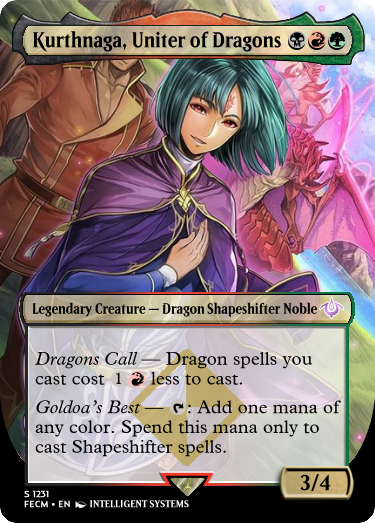 Kurthnaga, Uniter of Dragons
Legendary Creature — Dragon Shapeshifter Noble
Dragons Call — Dragon spells you
cast cost 1 less to cast.
Goldoa's Best — : Add one mana of
any color. Spend this mana only to
cast Shapeshifter spells.
3/4
S 1231
FECM • EN INTELLIGENT SYSTEMS